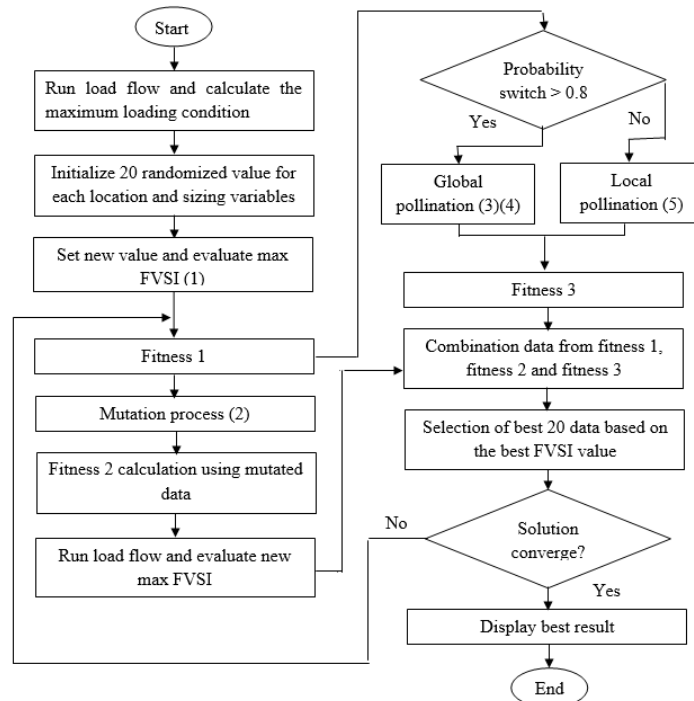 Start
Run load flow and calculate the
maximum loading condition
Initialize 20 randomized value for
each location and sizing variables
Set new value and evaluate max
FVSI (1)
Fitness 1
Mutation process (2)
Fitness 2 calculation using mutated
data
Run load flow and evaluate new
max FVSI
Probability
switch > 0.8
Yes
No
Global
pollination (3)(4)
Local
pollination (5)
Fitness 3
Combination data from fitness 1,
fitness 2 and fitness 3
Selection of best 20 data based on
the best FVSI value
No
Solution
converge?
Yes
Display best result
End